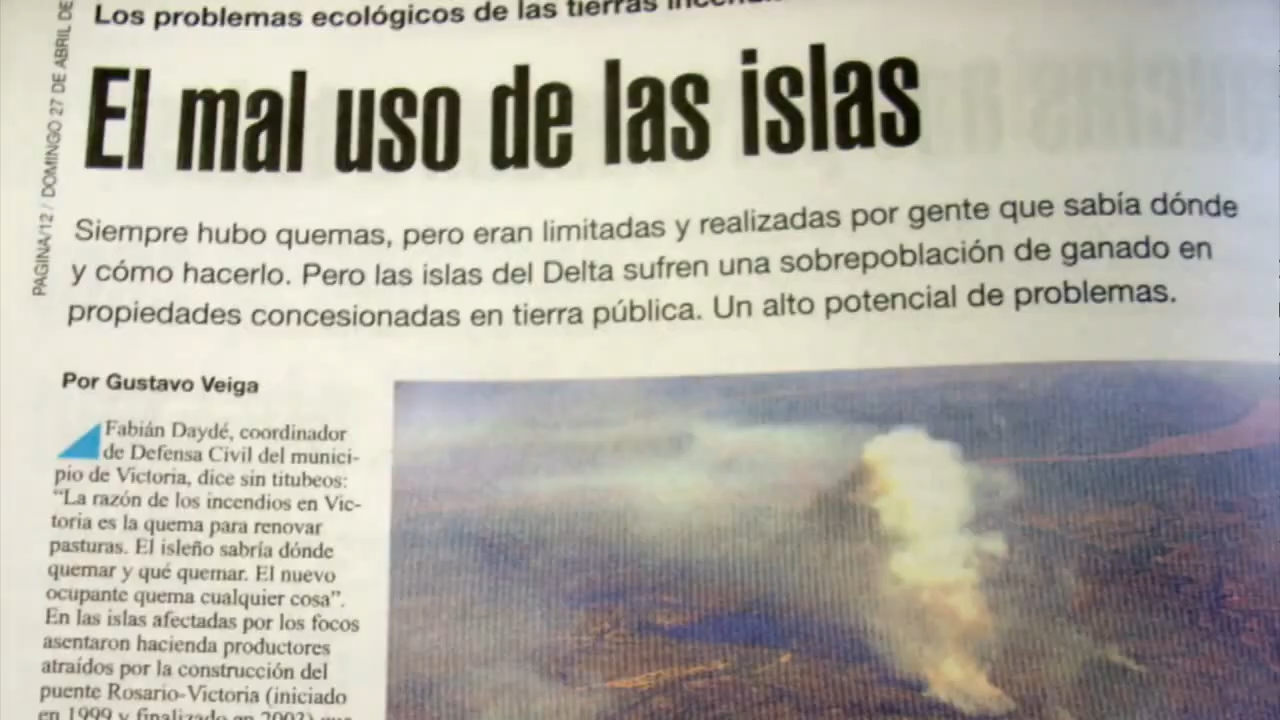 Los problemas ecológicos de las tierras
PAGINA/12 / DOMINGO 27 DE ABRIL DE
El mal uso de las islas
Siempre hubo quemas, pero eran limitadas y realizadas por gente que sabía dónde
y cómo hacerlo. Pero las islas del Delta sufren una sobrepoblación de ganado en
propiedades concesionadas en tierra pública. Un alto potencial de problemas.
Por Gustavo Veiga
Fabián Daydé, coordinador
de Defensa Civil del munici-
pio de Victoria, dice sin titubeos:
“La razón de los incendios en Vic-
toria es la quema para renovar
pasturas. El isleño sabría dónde
quemar y qué quemar. El nuevo
ocupante quema cualquier cosa”.
En las islas afectadas por los focos
asentaron hacienda productores
atraídos por la construcción del
puente Rosario-Victoria (iniciado
en 1999 y finalizado en 2003)